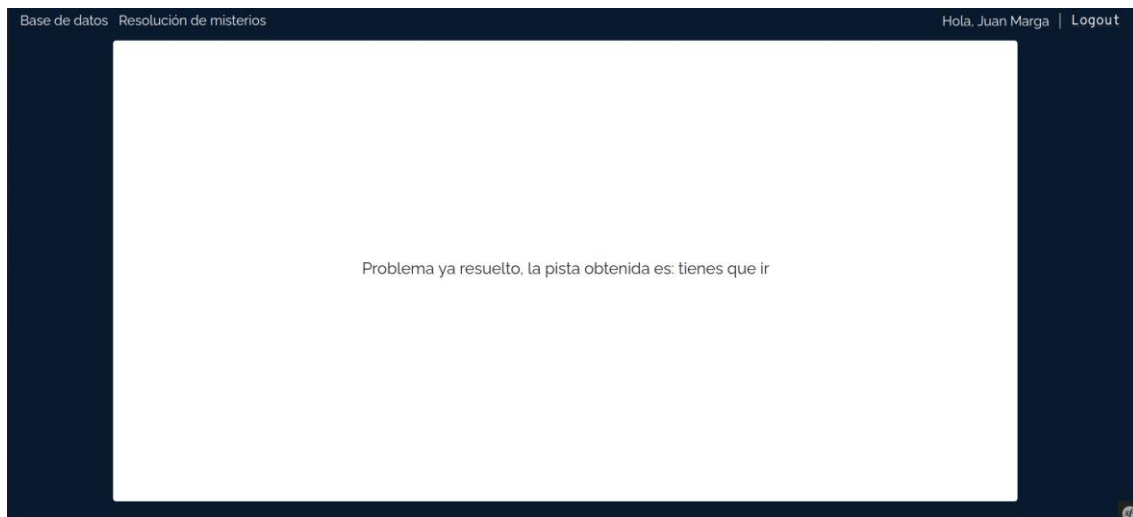 Base de datos Resolución de misterios Hola, Juan Marga | Logout
Problema ya resuelto, la pista obtenida es: tienes que ir